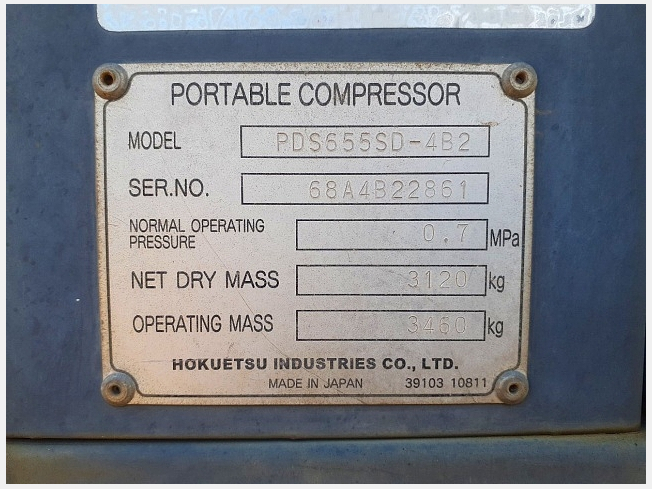 PORTABLE COMPRESSOR
MODEL PDS655SD-4B2
SER.NO. 68A4B22861
NORMAL OPERATING
PRESSURE 0.7 MPa
NET DRY MASS 3120 kg
OPERATING MASS 3460 kg
HOKUETSU INDUSTRIES CO., LTD.
MADE IN JAPAN 39103 10811